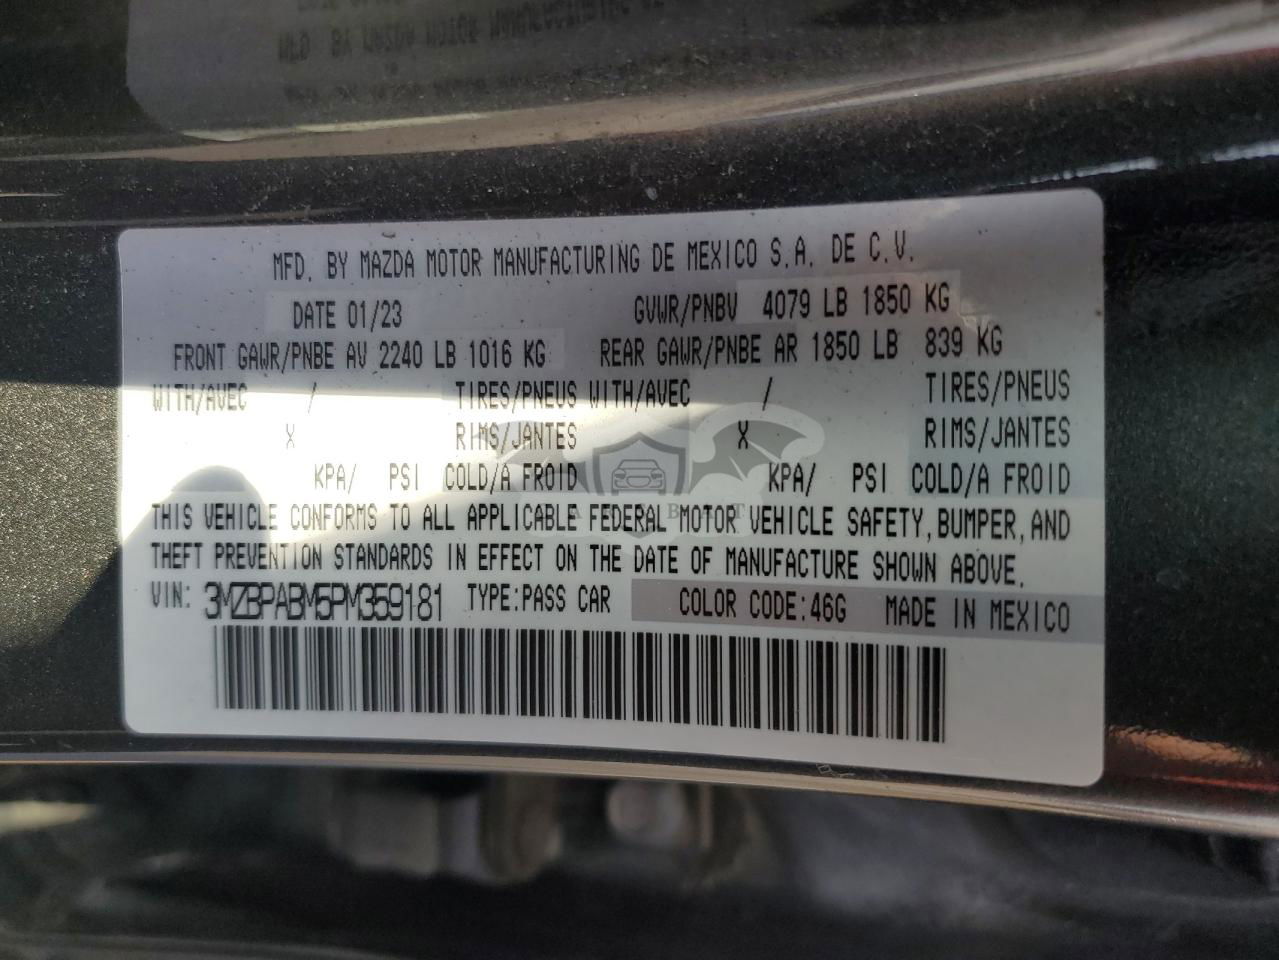 MFD. BY MAZDA MOTOR MANUFACTURING DE MEXICO S.A. DE C.V.
DATE 01/23 GVWR/PNBV 4079 LB 1850 KG
FRONT GAWR/PNBE AV 2240 LB 1016 KG REAR GAWR/PNBE AR 1850 LB 839 KG
WITH/AVEC / TIRES/PNEUS WITH/AVEC / TIRES/PNEUS
X RIMS/JANTES X RIMS/JANTES
KPA/ PSI COLD/A FROID KPA/ PSI COLD/A FROID
THIS VEHICLE CONFORMS TO ALL APPLICABLE FEDERAL MOTOR VEHICLE SAFETY, BUMPER, AND
THEFT PREVENTION STANDARDS IN EFFECT ON THE DATE OF MANUFACTURE SHOWN ABOVE.
VIN: 3MZBPABM5PM359181 TYPE:PASS CAR COLOR CODE:46G MADE IN MEXICO